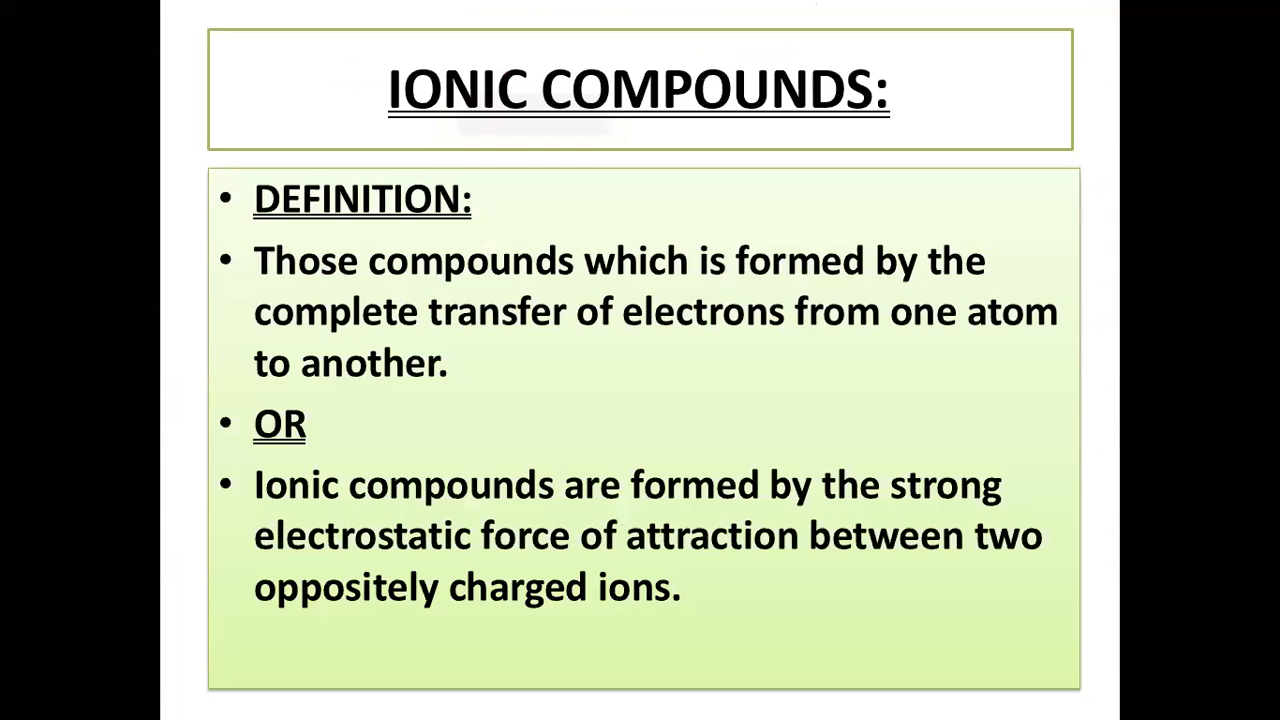 IONIC COMPOUNDS:
• DEFINITION:
• Those compounds which is formed by the
complete transfer of electrons from one atom
to another.
• OR
• Ionic compounds are formed by the strong
electrostatic force of attraction between two
oppositely charged ions.